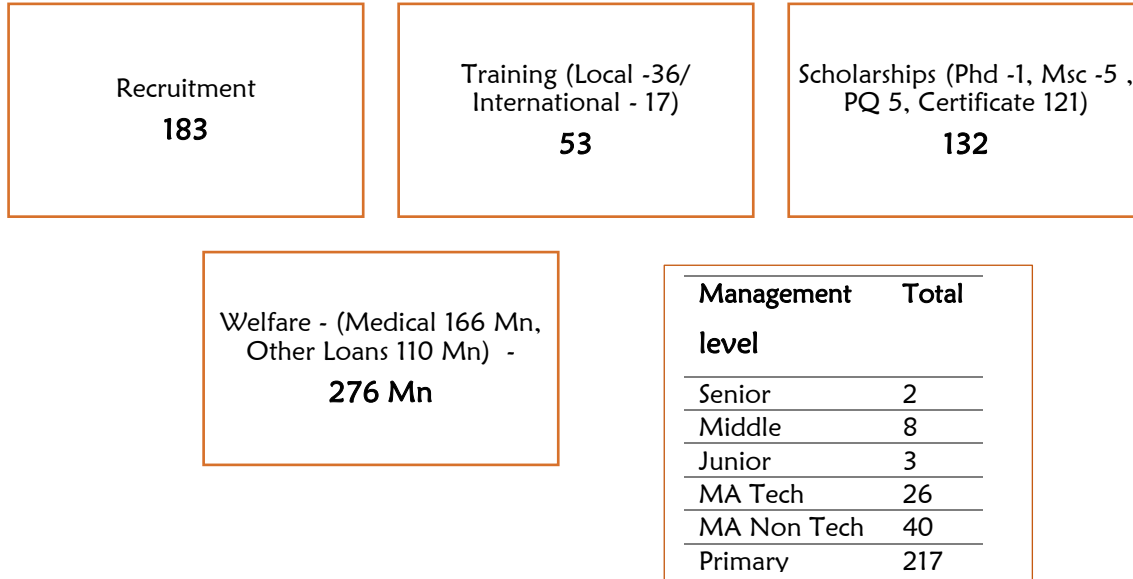 Recruitment
183
Training (Local -36/
International - 17)
53
Scholarships (Phd -1, Msc -5 ,
PQ 5, Certificate 121)
132
Welfare - (Medical 166 Mn,
Other Loans 110 Mn) -
276 Mn
Management Total
level
Senior 2
Middle 8
Junior 3
MA Tech 26
MA Non Tech 40
Primary 217